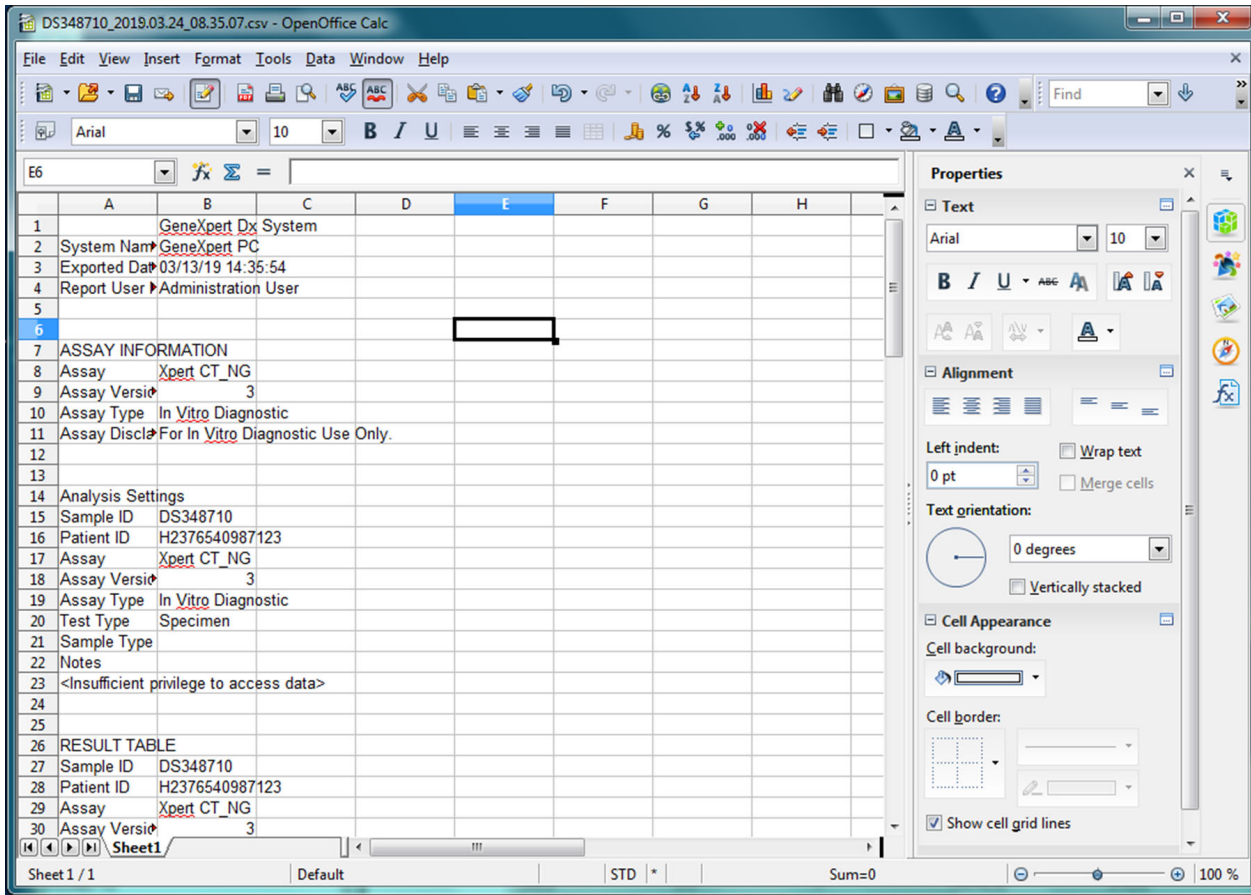 DS348710_2019.03.24_08.35.07.csv - OpenOffice Calc
File Edit View Insert Format Tools Data Window Help
Find
Arial 10
E6
A B C D E F G H
1 GeneXpert Dx System
2 System Nam GeneXpert PC
3 Exported Dat 03/13/19 14:35:54
4 Report User Administration User
5
6
7 ASSAY INFORMATION
8 Assay Xpert CT_NG
9 Assay Versio 3
10 Assay Type In Vitro Diagnostic
11 Assay Discla For In Vitro Diagnostic Use Only.
12
13
14 Analysis Settings
15 Sample ID DS348710
16 Patient ID H2376540987123
17 Assay Xpert CT_NG
18 Assay Versio 3
19 Assay Type In Vitro Diagnostic
20 Test Type Specimen
21 Sample Type
22 Notes
23 <Insufficient privilege to access data>
24
25
26 RESULT TABLE
27 Sample ID DS348710
28 Patient ID H2376540987123
29 Assay Xpert CT_NG
30 Assay Versio 3
Sheet1
Sheet 1 / 1 Default STD * Sum=0 100 %
Properties
Text
Arial 10
Alignment
Left indent: Wrap text
0 pt Merge cells
Text orientation:
0 degrees
Vertically stacked
Cell Appearance
Cell background:
Cell border:
Show cell grid lines